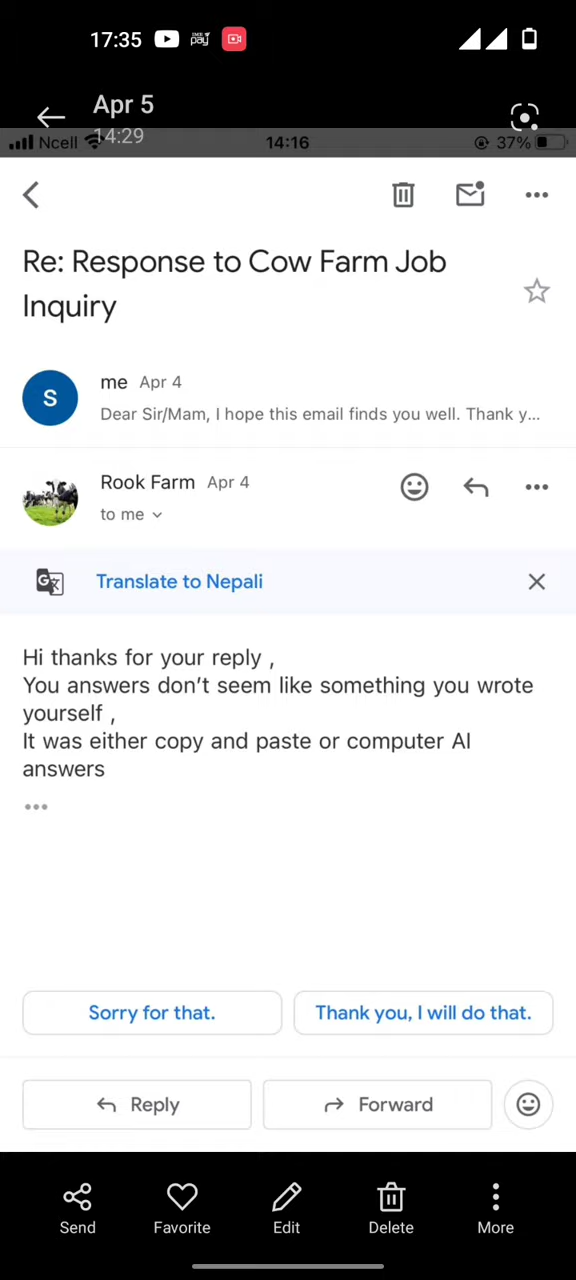 17:35
IME pay
Apr 5
14:29
Ncell
14:16
37%
Re: Response to Cow Farm Job
Inquiry
S
me Apr 4
Dear Sir/Mam, I hope this email finds you well. Thank y...
Rook Farm Apr 4
to me
G
Translate to Nepali
Hi thanks for your reply ,
You answers don’t seem like something you wrote
yourself ,
It was either copy and paste or computer AI
answers
Sorry for that.
Thank you, I will do that.
Reply
Forward
Send
Favorite
Edit
Delete
More